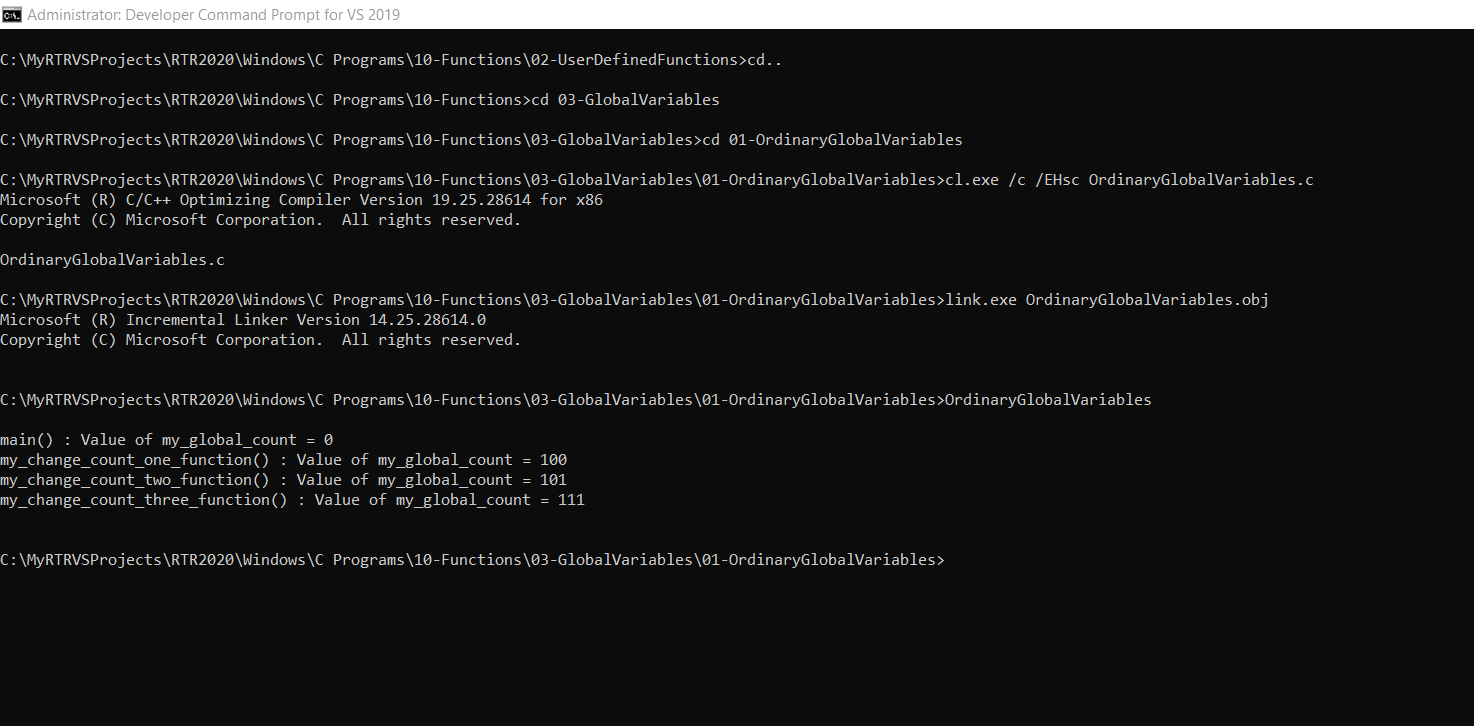 Administrator: Developer Command Prompt for VS 2019
C:\MyRTRVSProjects\RTR2020\Windows\C Programs\10-Functions\02-UserDefinedFunctions>cd..
C:\MyRTRVSProjects\RTR2020\Windows\C Programs\10-Functions>cd 03-GlobalVariables
C:\MyRTRVSProjects\RTR2020\Windows\C Programs\10-Functions\03-GlobalVariables>cd 01-OrdinaryGlobalVariables
C:\MyRTRVSProjects\RTR2020\Windows\C Programs\10-Functions\03-GlobalVariables\01-OrdinaryGlobalVariables>cl.exe /c /EHsc OrdinaryGlobalVariables.c
Microsoft (R) C/C++ Optimizing Compiler Version 19.25.28614 for x86
Copyright (C) Microsoft Corporation.  All rights reserved.
OrdinaryGlobalVariables.c
C:\MyRTRVSProjects\RTR2020\Windows\C Programs\10-Functions\03-GlobalVariables\01-OrdinaryGlobalVariables>link.exe OrdinaryGlobalVariables.obj
Microsoft (R) Incremental Linker Version 14.25.28614.0
Copyright (C) Microsoft Corporation.  All rights reserved.
C:\MyRTRVSProjects\RTR2020\Windows\C Programs\10-Functions\03-GlobalVariables\01-OrdinaryGlobalVariables>OrdinaryGlobalVariables
main() : Value of my_global_count = 0
my_change_count_one_function() : Value of my_global_count = 100
my_change_count_two_function() : Value of my_global_count = 101
my_change_count_three_function() : Value of my_global_count = 111
C:\MyRTRVSProjects\RTR2020\Windows\C Programs\10-Functions\03-GlobalVariables\01-OrdinaryGlobalVariables>